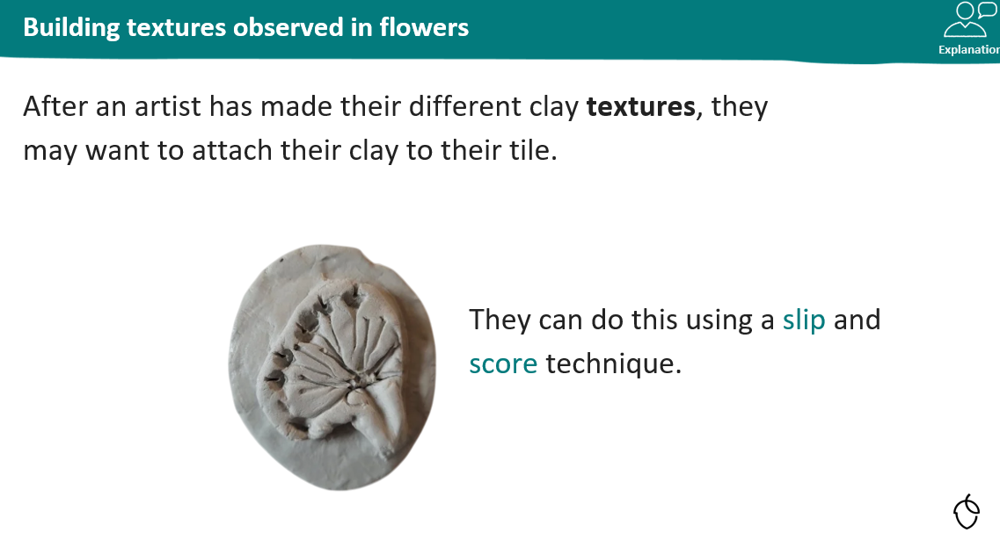 Building textures observed in flowers
Explanation
After an artist has made their different clay textures, they
may want to attach their clay to their tile.
They can do this using a slip and
score technique.